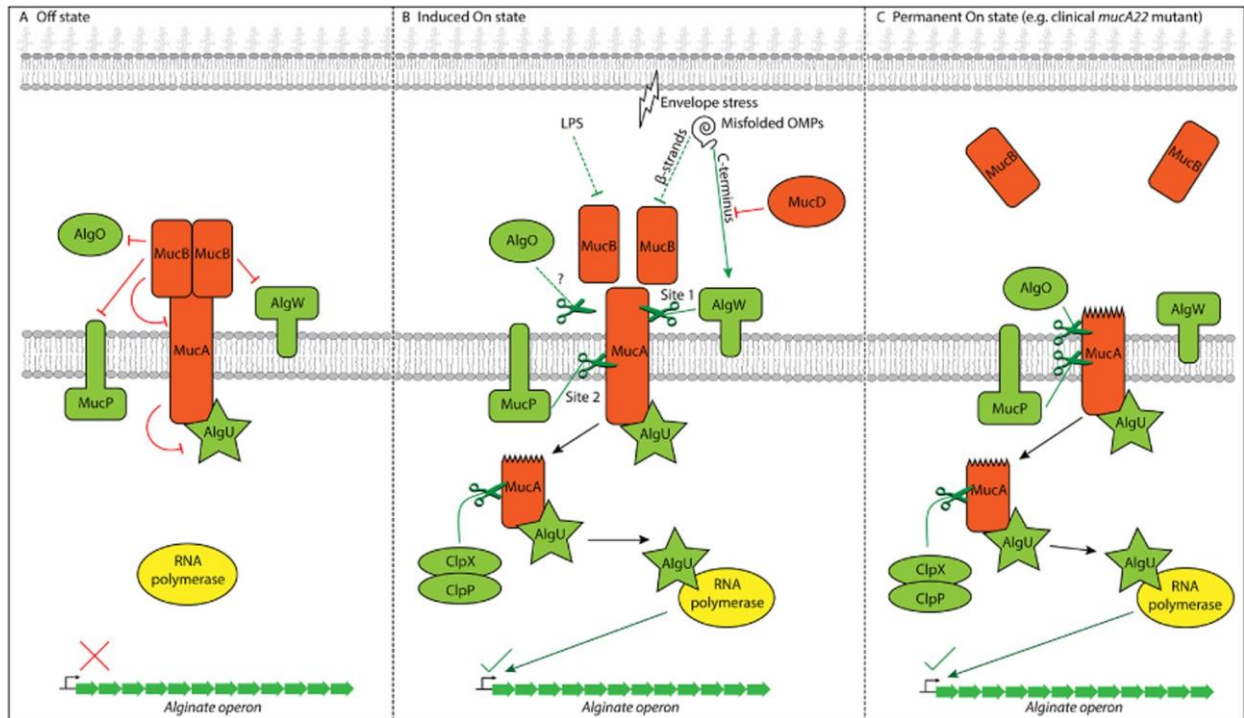 A Off state
AlgO
MucB
MucB
AlgW
MucA
MucP
AlgU
RNA
polymerase
Alginate operon
B Induced On state
Envelope stress
LPS
Misfolded OMPs
β-strands
C-terminus
MucD
AlgO
MucB
MucB
?
Site 1
AlgW
MucA
MucP
Site 2
AlgU
MucA
AlgU
AlgU
ClpX
ClpP
RNA
polymerase
Alginate operon
C Permanent On state (e.g. clinical mucA22 mutant)
MucB
MucB
AlgO
AlgW
MucA
MucP
AlgU
MucA
AlgU
AlgU
ClpX
ClpP
RNA
polymerase
Alginate operon